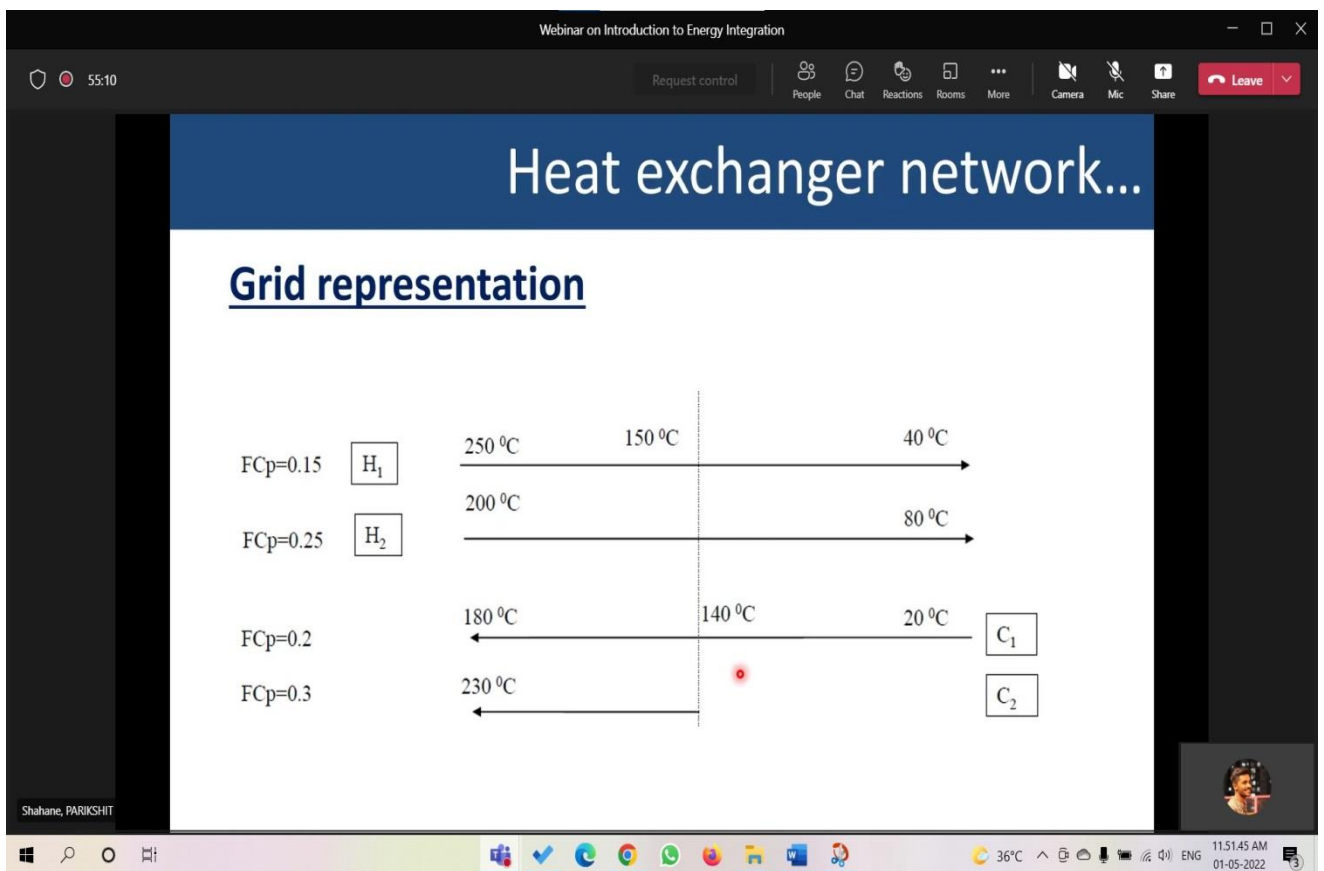 Webinar on Introduction to Energy Integration
55:10
Request control
People
Chat
Reactions
Rooms
More
Camera
Mic
Share
Leave
Heat exchanger network...
Grid representation
250 ⁰C 150 ⁰C 40 ⁰C
FCp=0.15 H₁
200 ⁰C 80 ⁰C
FCp=0.25 H₂
180 ⁰C 140 ⁰C 20 ⁰C
FCp=0.2 C₁
FCp=0.3 230 ⁰C C₂
Shahane, PARIKSHIT
36°C ENG 11.51.45 AM
01-05-2022
3